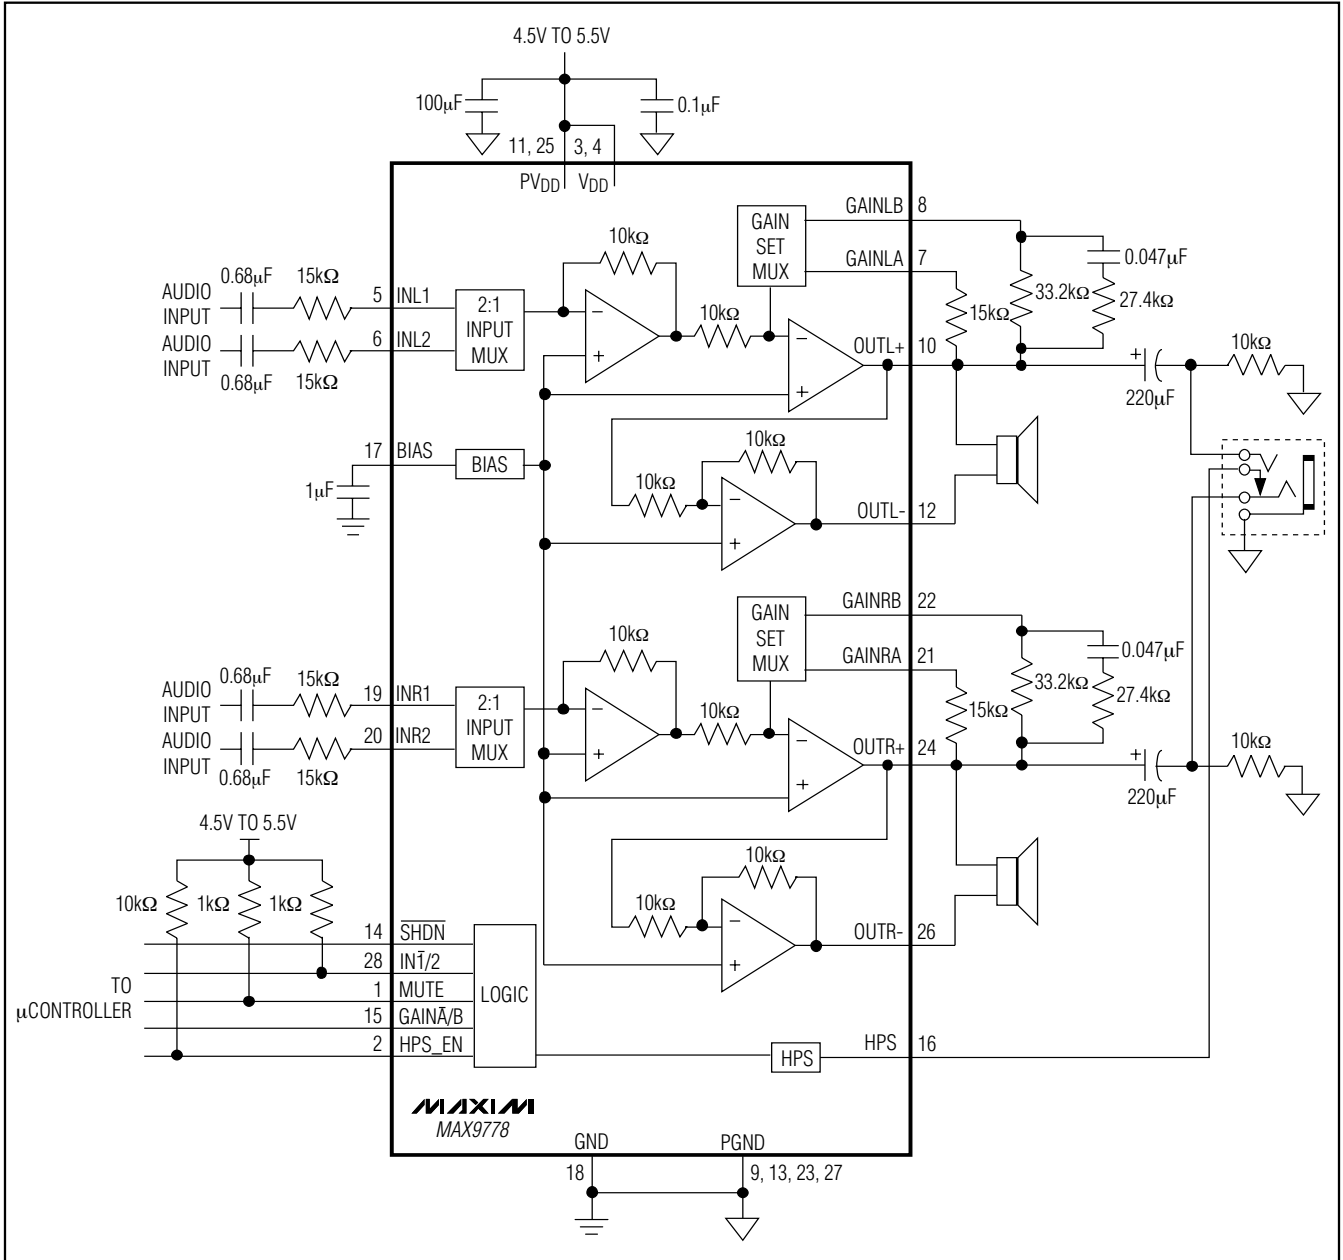 4.5V TO 5.5V
100µF
0.1µF
11, 25
3, 4
PVDD
VDD
GAINLB
8
GAIN
SET
MUX
GAINLA
7
10kΩ
0.047µF
33.2kΩ
27.4kΩ
15kΩ
AUDIO
INPUT
0.68µF
15kΩ
5
INL1
2:1
INPUT
MUX
−
+
10kΩ
−
+
OUTL+
10
AUDIO
INPUT
0.68µF
15kΩ
6
INL2
+
220µF
10kΩ
17
BIAS
BIAS
1µF
10kΩ
10kΩ
−
+
OUTL-
12
GAIN
SET
MUX
GAINRB
22
GAINRA
21
10kΩ
0.047µF
33.2kΩ
27.4kΩ
15kΩ
AUDIO
INPUT
0.68µF
15kΩ
19
INR1
2:1
INPUT
MUX
−
+
10kΩ
−
+
OUTR+
24
AUDIO
INPUT
0.68µF
15kΩ
20
INR2
+
220µF
10kΩ
4.5V TO 5.5V
10kΩ
1kΩ
1kΩ
10kΩ
10kΩ
−
+
OUTR-
26
TO
µCONTROLLER
14
S̅H̅D̅N̅
28
IN1̅/2
1
MUTE
15
GAINA̅/B
2
HPS_EN
LOGIC
HPS
HPS
16
MAXIM
MAX9778
GND
18
PGND
9, 13, 23, 27